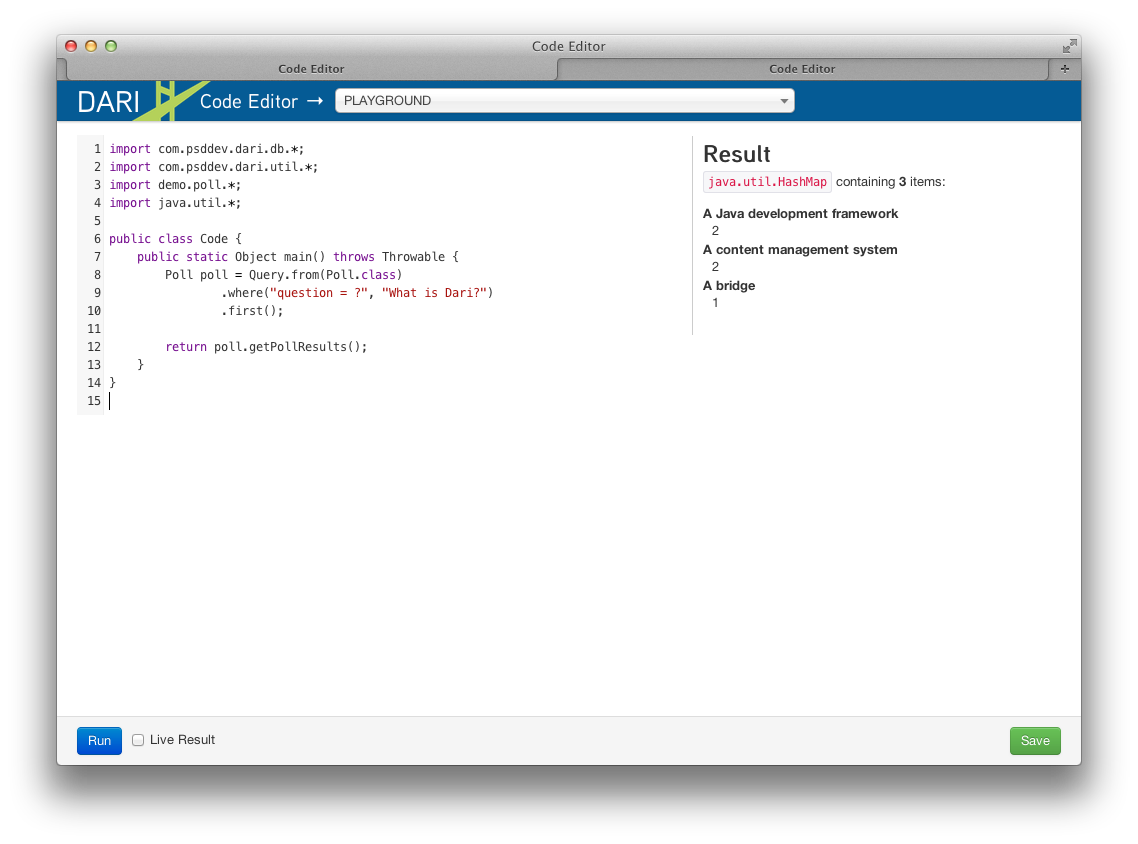 Code Editor
Code Editor
Code Editor
+
DARI Code Editor → PLAYGROUND
1 import com.psddev.dari.db.*;
2 import com.psddev.dari.util.*;
3 import demo.poll.*;
4 import java.util.*;
5
6 public class Code {
7     public static Object main() throws Throwable {
8         Poll poll = Query.from(Poll.class)
9                 .where("question = ?", "What is Dari?")
10                 .first();
11
12         return poll.getPollResults();
13     }
14 }
15
Result
java.util.HashMap containing 3 items:
A Java development framework
2
A content management system
2
A bridge
1
Run Live Result
Save